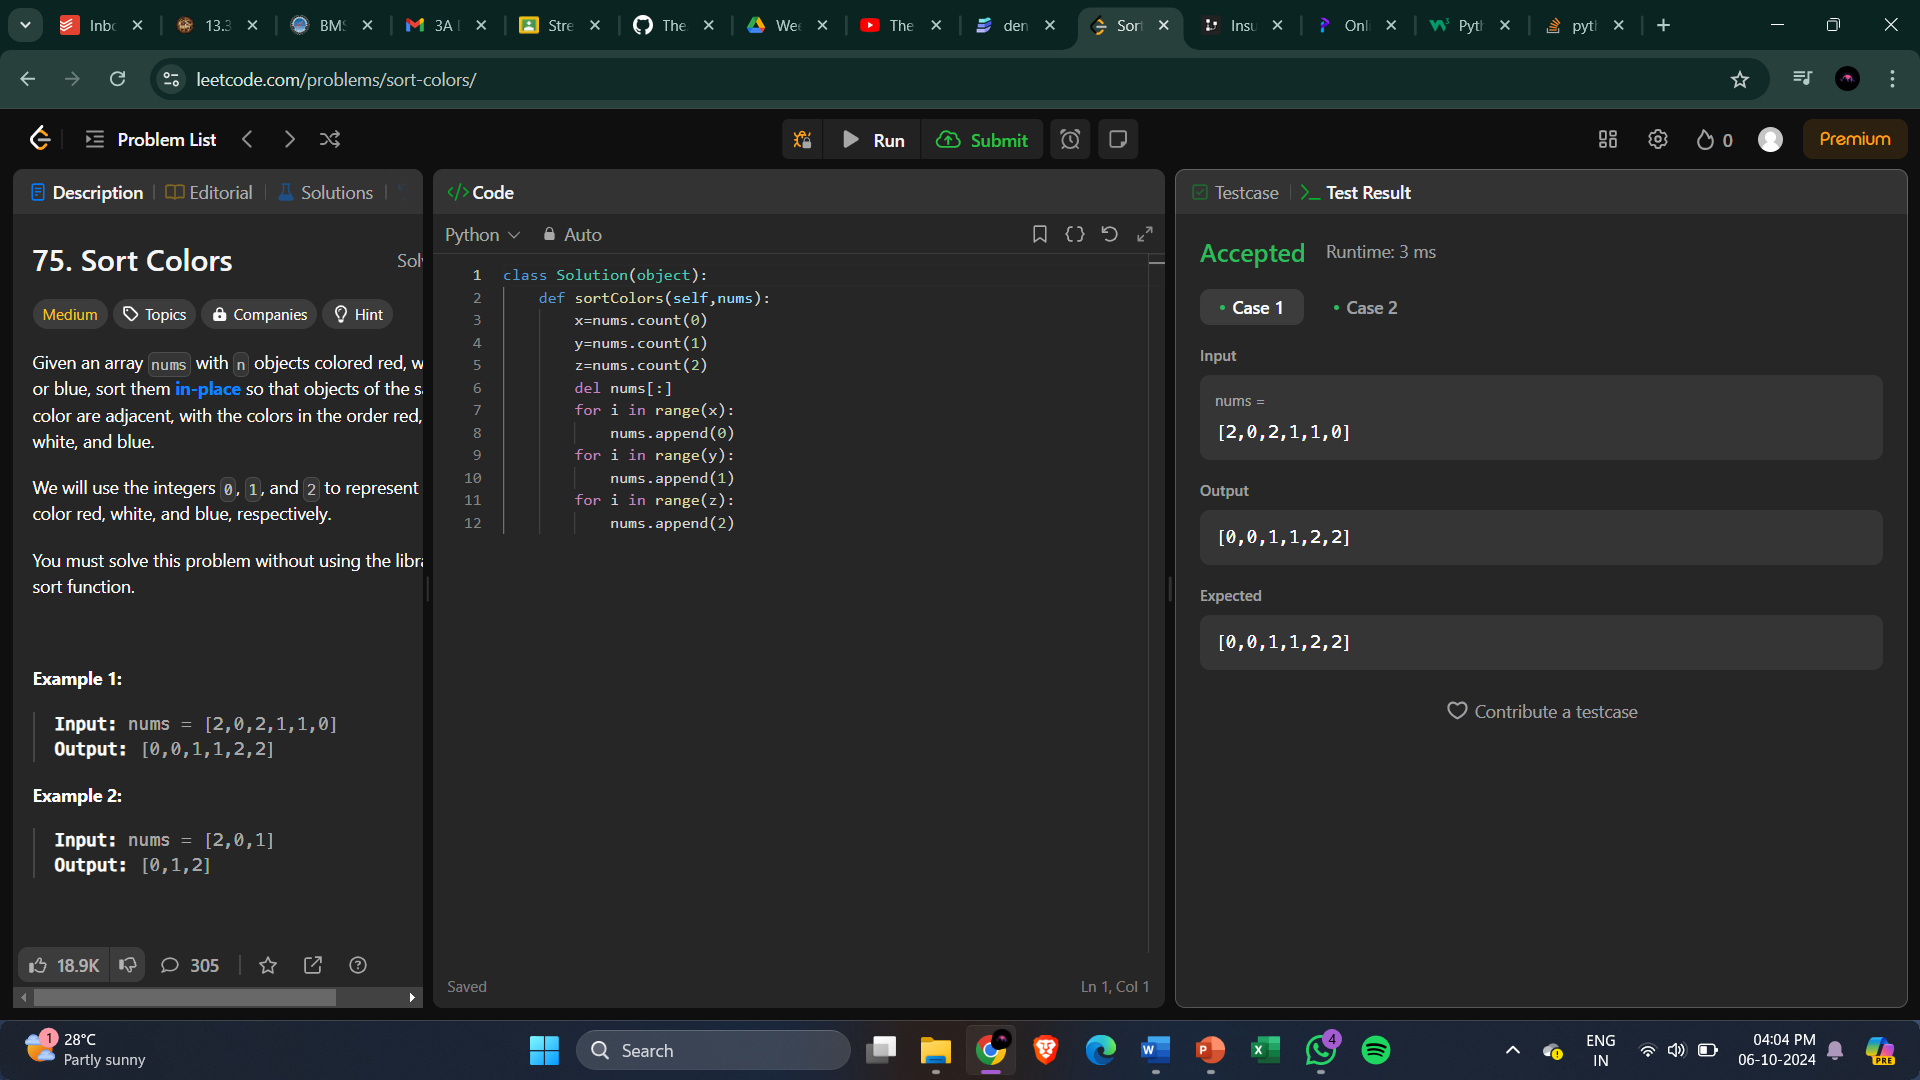 Inbo
13.3
BMS
3A I
Stre
The
Wee
The
den
Sort
Insu
Onli
Pyth
pyth
leetcode.com/problems/sort-colors/
Problem List
Run
Submit
0
Premium
Description
Editorial
Solutions
Code
Testcase
Test Result
Python
Auto
75. Sort Colors
Solv
Medium
Topics
Companies
Hint
Given an array nums with n objects colored red, w
or blue, sort them in-place so that objects of the sa
color are adjacent, with the colors in the order red,
white, and blue.
We will use the integers 0, 1, and 2 to represent
color red, white, and blue, respectively.
You must solve this problem without using the libra
sort function.
Example 1:
Input: nums = [2,0,2,1,1,0]
Output: [0,0,1,1,2,2]
Example 2:
Input: nums = [2,0,1]
Output: [0,1,2]
18.9K
305
1 class Solution(object):
2 def sortColors(self,nums):
3 x=nums.count(0)
4 y=nums.count(1)
5 z=nums.count(2)
6 del nums[:]
7 for i in range(x):
8 nums.append(0)
9 for i in range(y):
10 nums.append(1)
11 for i in range(z):
12 nums.append(2)
Saved
Ln 1, Col 1
Accepted
Runtime: 3 ms
Case 1
Case 2
Input
nums =
[2,0,2,1,1,0]
Output
[0,0,1,1,2,2]
Expected
[0,0,1,1,2,2]
Contribute a testcase
1
28°C
Partly sunny
Search
4
ENG
IN
04:04 PM
06-10-2024
PRE